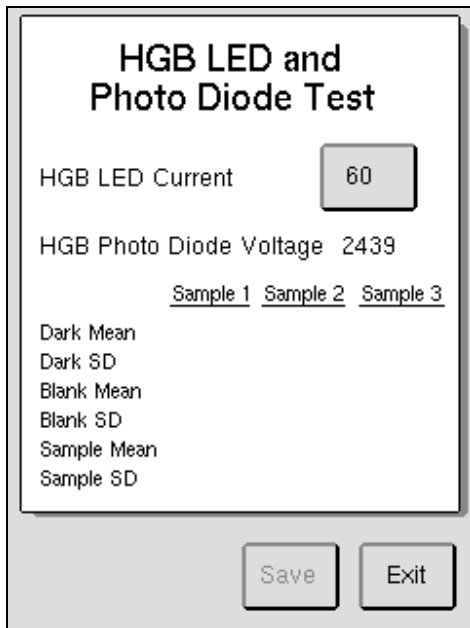 HGB LED and
Photo Diode Test
HGB LED Current 60
HGB Photo Diode Voltage 2439
Sample 1 Sample 2 Sample 3
Dark Mean
Dark SD
Blank Mean
Blank SD
Sample Mean
Sample SD
Save Exit